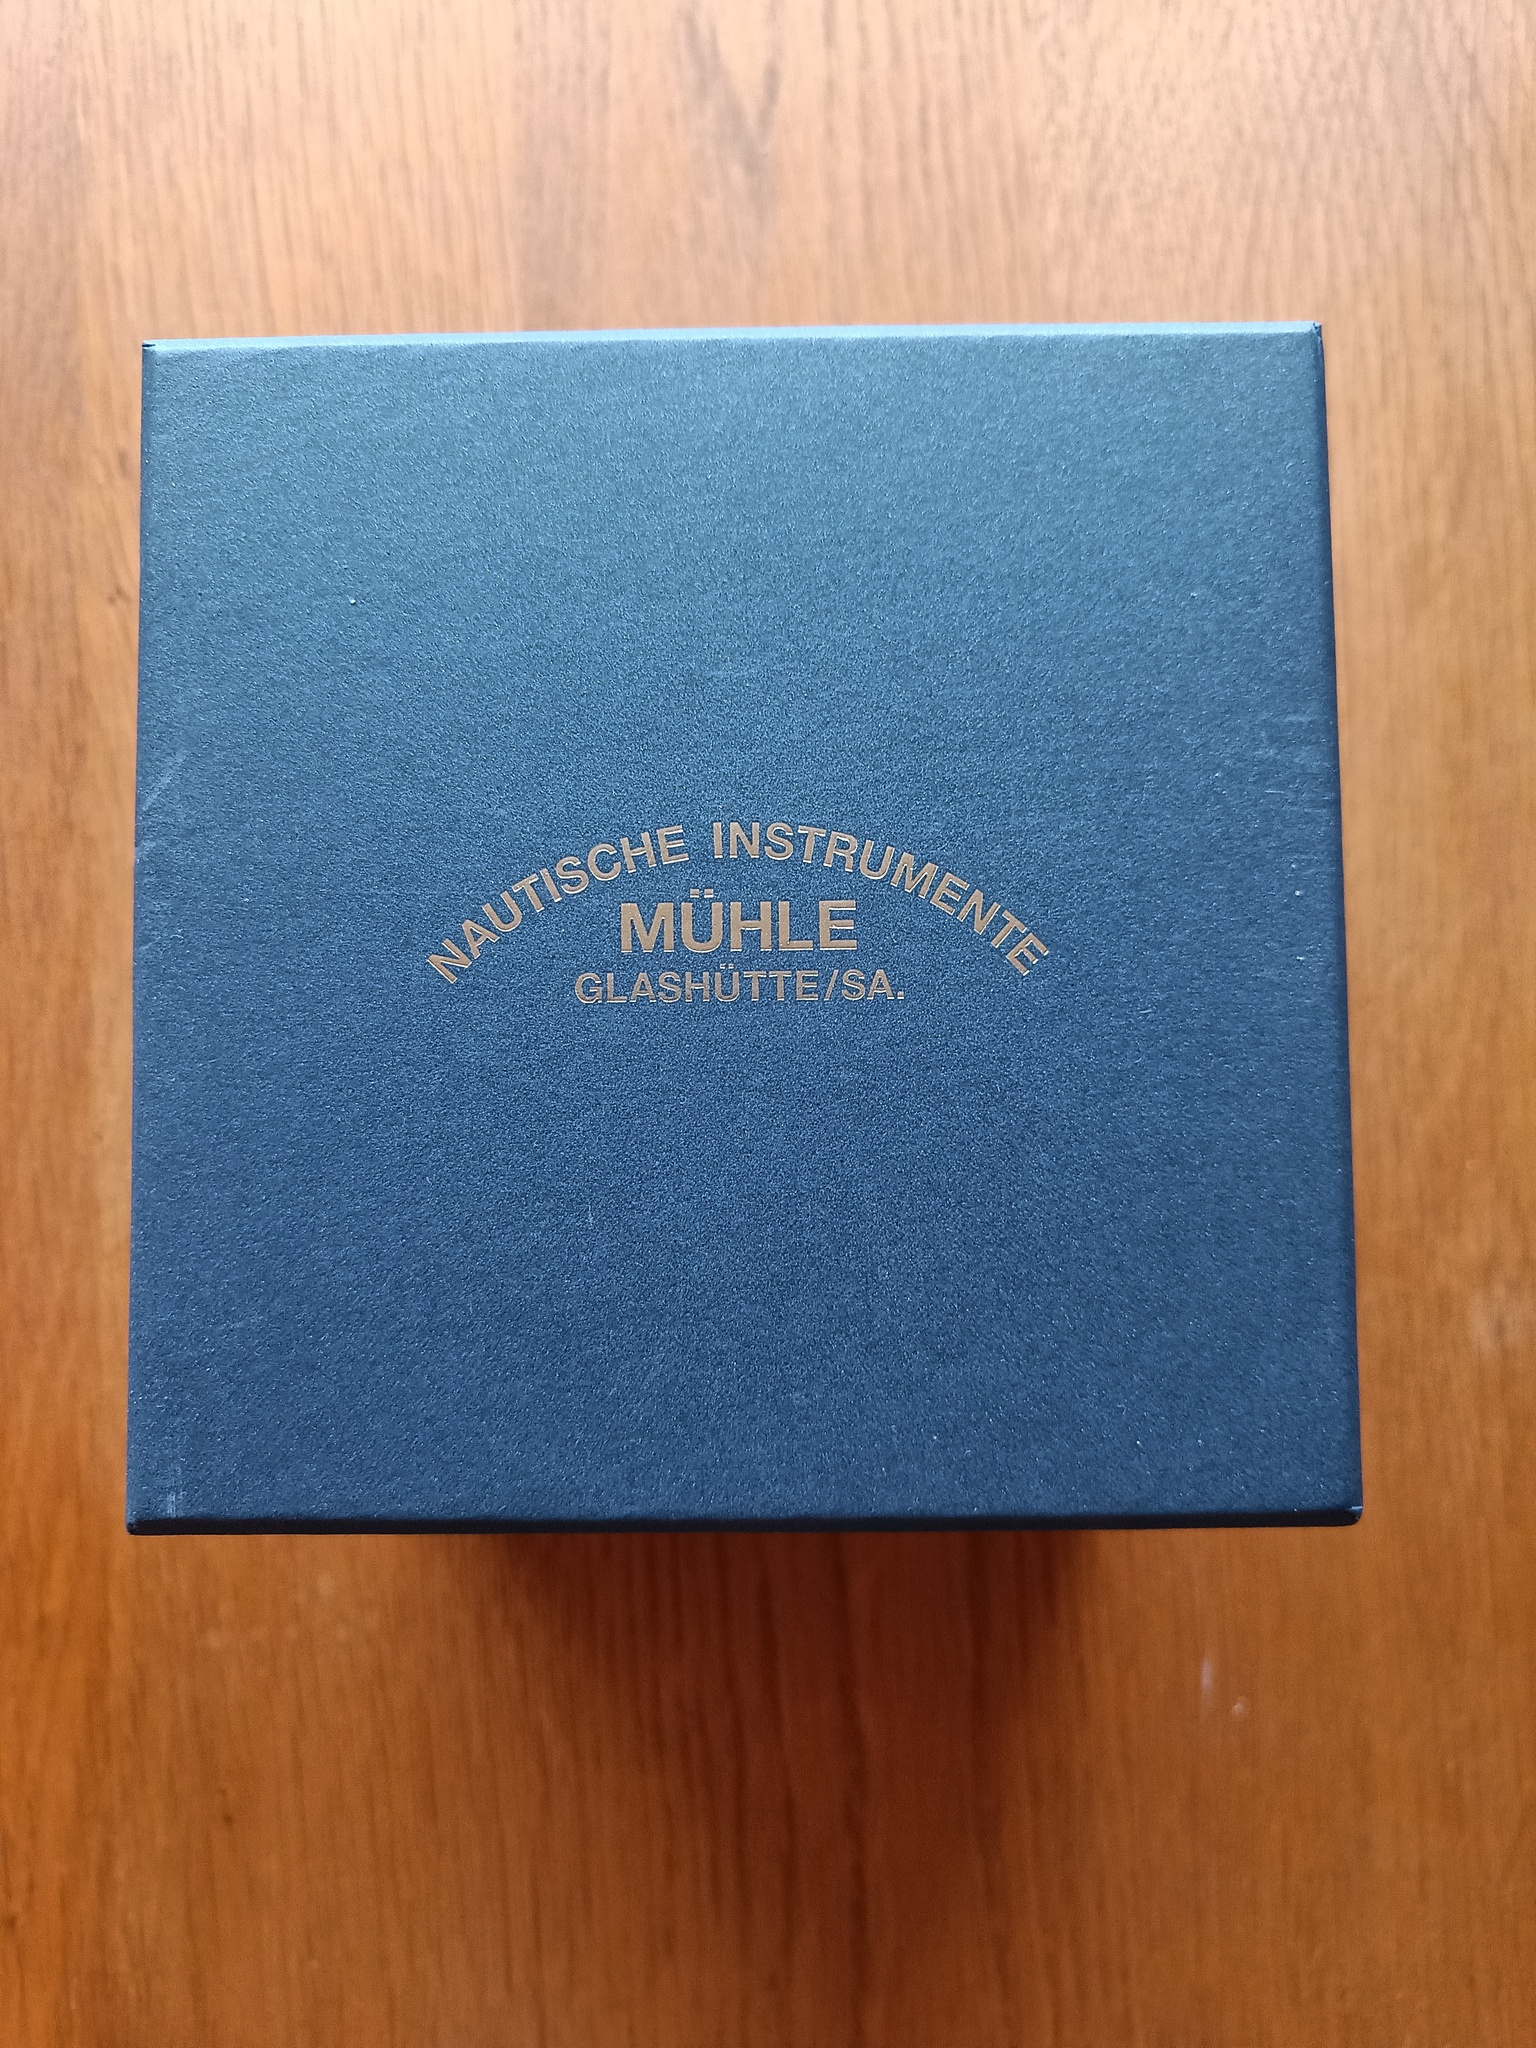 NAUTISCHE INSTRUMENTE
MÜHLE
GLASHÜTTE/SA.